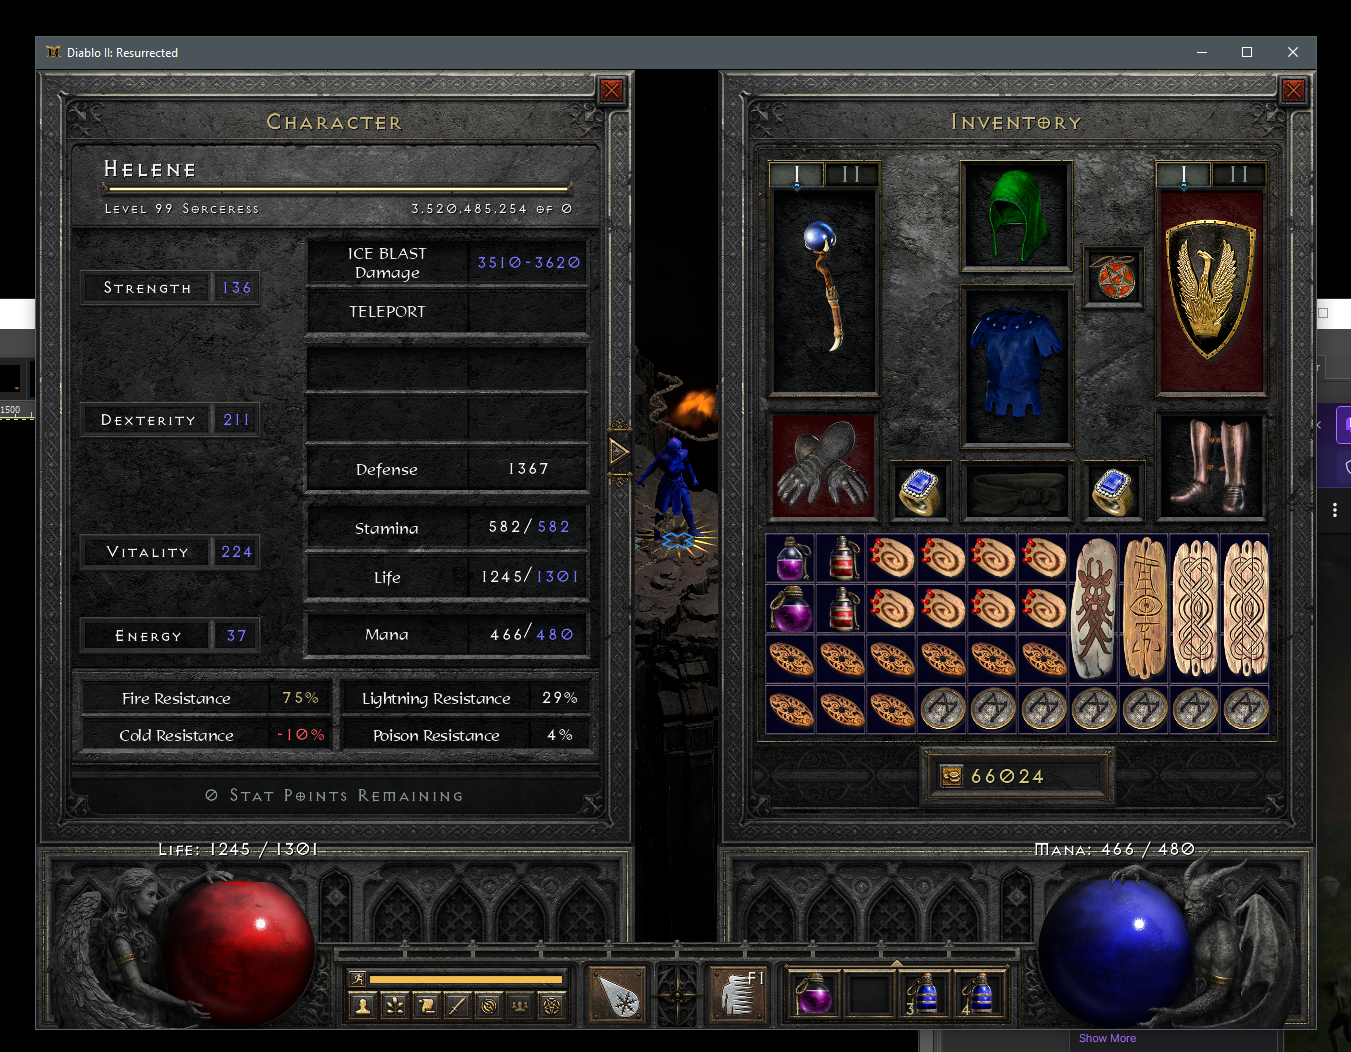 Diablo II: Resurrected
Character
Helene
Level 99 Sorceress
3,520,485,254 of 0
Strength 136
Dexterity 211
Vitality 224
Energy 37
ICE BLAST
Damage
3510-3620
TELEPORT
Defense 1367
Stamina 582/582
Life 1245/1301
Mana 466/480
Fire Resistance 75%
Lightning Resistance 29%
Cold Resistance -10%
Poison Resistance 4%
0 Stat Points Remaining
Inventory
I II
I II
66024
Life: 1245 / 1301
Mana: 466 / 480
F1
1
3
4
1500
Show More